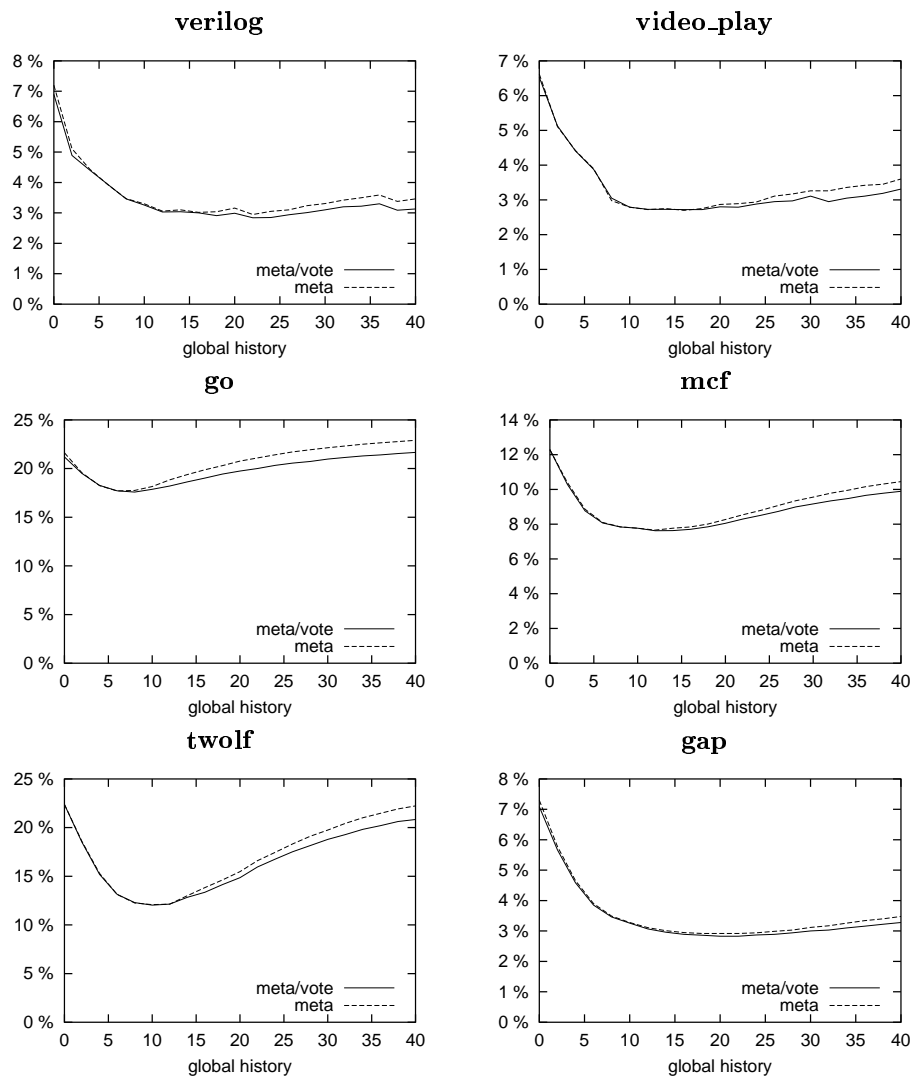 verilog
8 %
7 %
6 %
5 %
4 %
3 %
2 %
1 %
0 %
meta/vote
meta
0 5 10 15 20 25 30 35 40
global history
video_play
7 %
6 %
5 %
4 %
3 %
2 %
1 %
0 %
meta/vote
meta
0 5 10 15 20 25 30 35 40
global history
go
25 %
20 %
15 %
10 %
5 %
0 %
meta/vote
meta
0 5 10 15 20 25 30 35 40
global history
mcf
14 %
12 %
10 %
8 %
6 %
4 %
2 %
0 %
meta/vote
meta
0 5 10 15 20 25 30 35 40
global history
twolf
25 %
20 %
15 %
10 %
5 %
0 %
meta/vote
meta
0 5 10 15 20 25 30 35 40
global history
gap
8 %
7 %
6 %
5 %
4 %
3 %
2 %
1 %
0 %
meta/vote
meta
0 5 10 15 20 25 30 35 40
global history